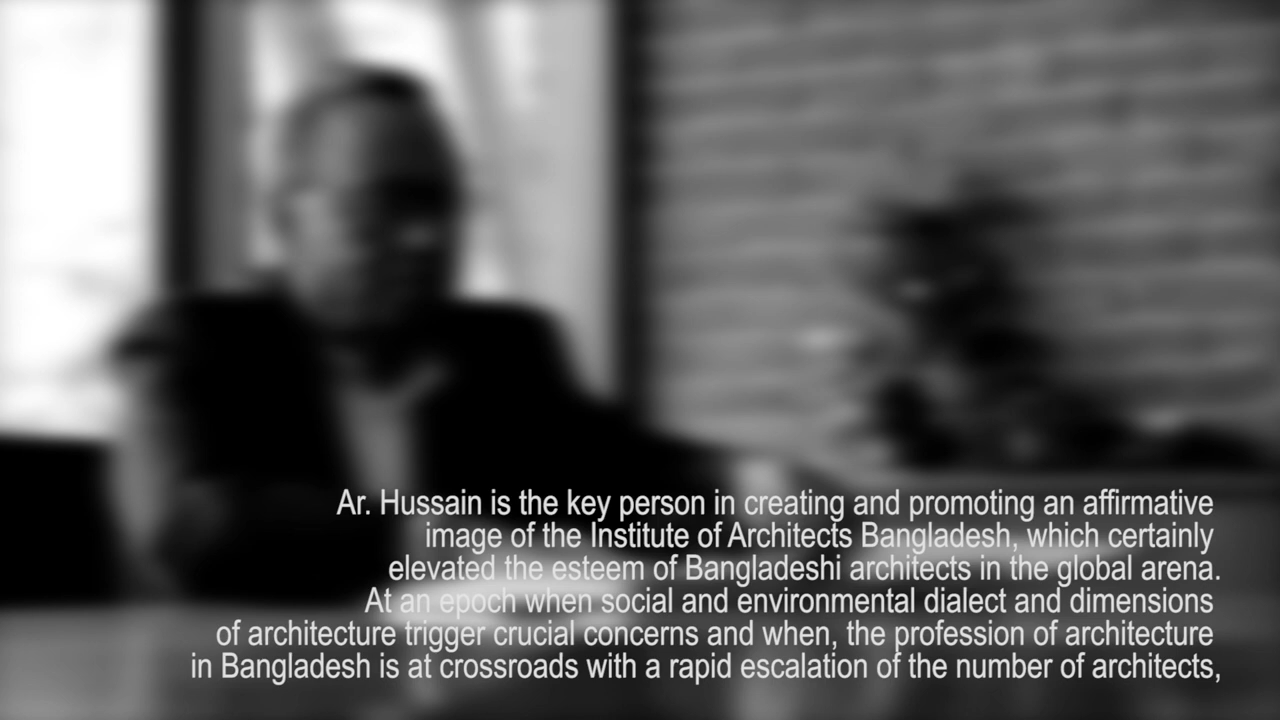 Ar. Hussain is the key person in creating and promoting an affirmative
image of the Institute of Architects Bangladesh, which certainly
elevated the esteem of Bangladeshi architects in the global arena.
At an epoch when social and environmental dialect and dimensions
of architecture trigger crucial concerns and when, the profession of architecture
in Bangladesh is at crossroads with a rapid escalation of the number of architects,